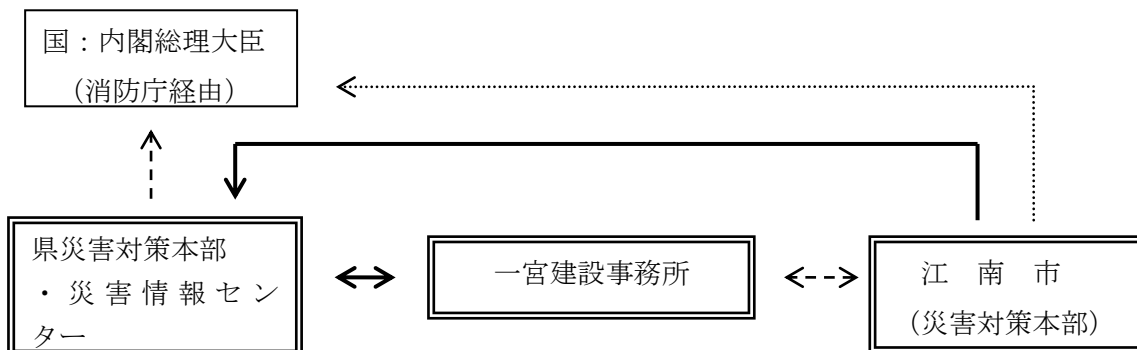 国：内閣総理大臣
（消防庁経由）
県災害対策本部
・災害情報セン
ター
一宮建設事務所
江　南　市
（災害対策本部）